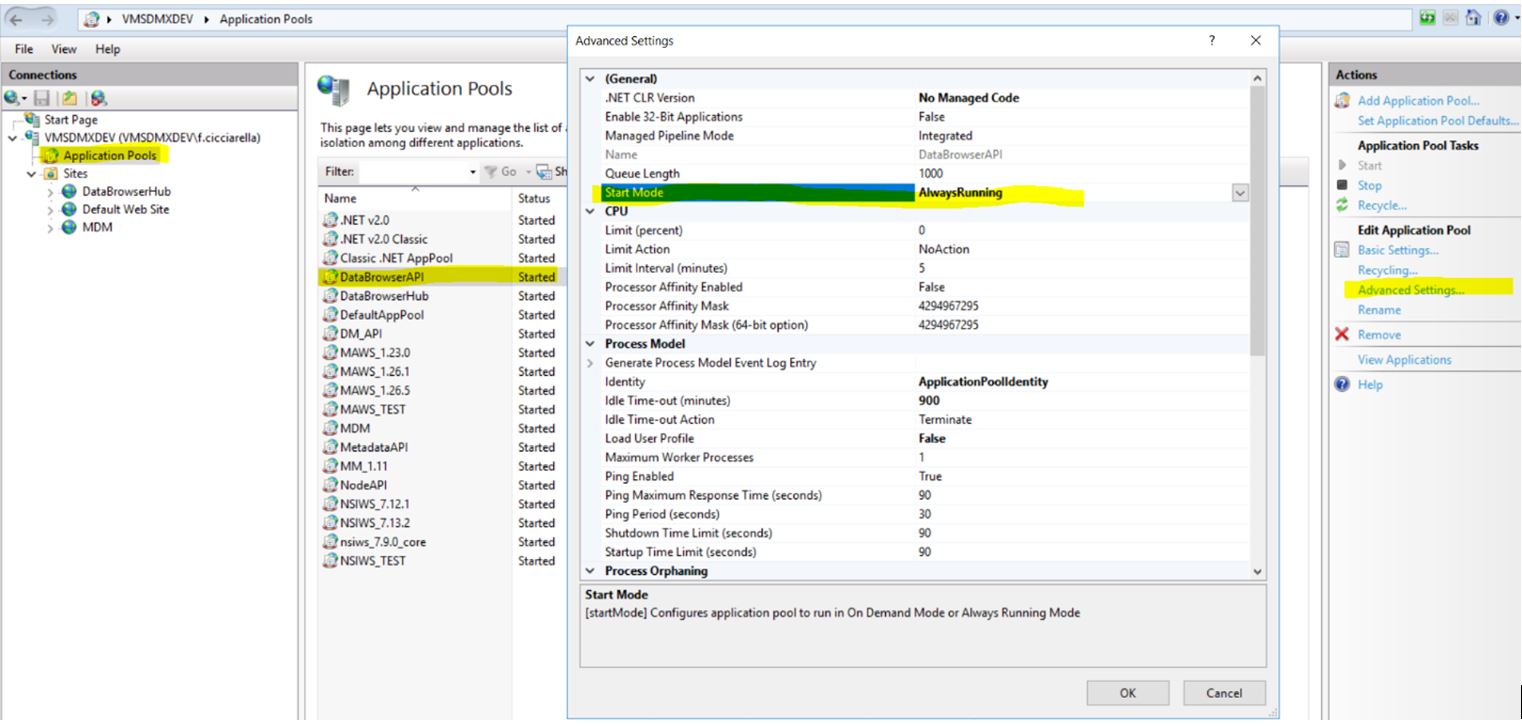 VMSDMXDEV Application Pools
File View Help
Connections
Start Page
VMSDMXDEV (VMSDMXDEV\f.cicciarella)
Application Pools
Sites
DataBrowserHub
Default Web Site
MDM
Application Pools
This page lets you view and manage the list of
isolation among different applications.
Filter: Go Sh
Name Status
.NET v2.0 Started
.NET v2.0 Classic Started
Classic .NET AppPool Started
DataBrowserAPI Started
DataBrowserHub Started
DefaultAppPool Started
DM_API Started
MAWS_1.23.0 Started
MAWS_1.26.1 Started
MAWS_1.26.5 Started
MAWS_TEST Started
MDM Started
MetadataAPI Started
MM_1.11 Started
NodeAPI Started
NSIWS_7.12.1 Started
NSIWS_7.13.2 Started
nsiws_7.9.0_core Started
NSIWS_TEST Started
Advanced Settings ?
(General)
.NET CLR Version No Managed Code
Enable 32-Bit Applications False
Managed Pipeline Mode Integrated
Name DataBrowserAPI
Queue Length 1000
Start Mode AlwaysRunning
CPU
Limit (percent) 0
Limit Action NoAction
Limit Interval (minutes) 5
Processor Affinity Enabled False
Processor Affinity Mask 4294967295
Processor Affinity Mask (64-bit option) 4294967295
Process Model
Generate Process Model Event Log Entry
Identity ApplicationPoolIdentity
Idle Time-out (minutes) 900
Idle Time-out Action Terminate
Load User Profile False
Maximum Worker Processes 1
Ping Enabled True
Ping Maximum Response Time (seconds) 90
Ping Period (seconds) 30
Shutdown Time Limit (seconds) 90
Startup Time Limit (seconds) 90
Process Orphaning
Start Mode
[startMode] Configures application pool to run in On Demand Mode or Always Running Mode
OK Cancel
Actions
Add Application Pool...
Set Application Pool Defaults...
Application Pool Tasks
Start
Stop
Recycle...
Edit Application Pool
Basic Settings...
Recycling...
Advanced Settings...
Rename
Remove
View Applications
Help